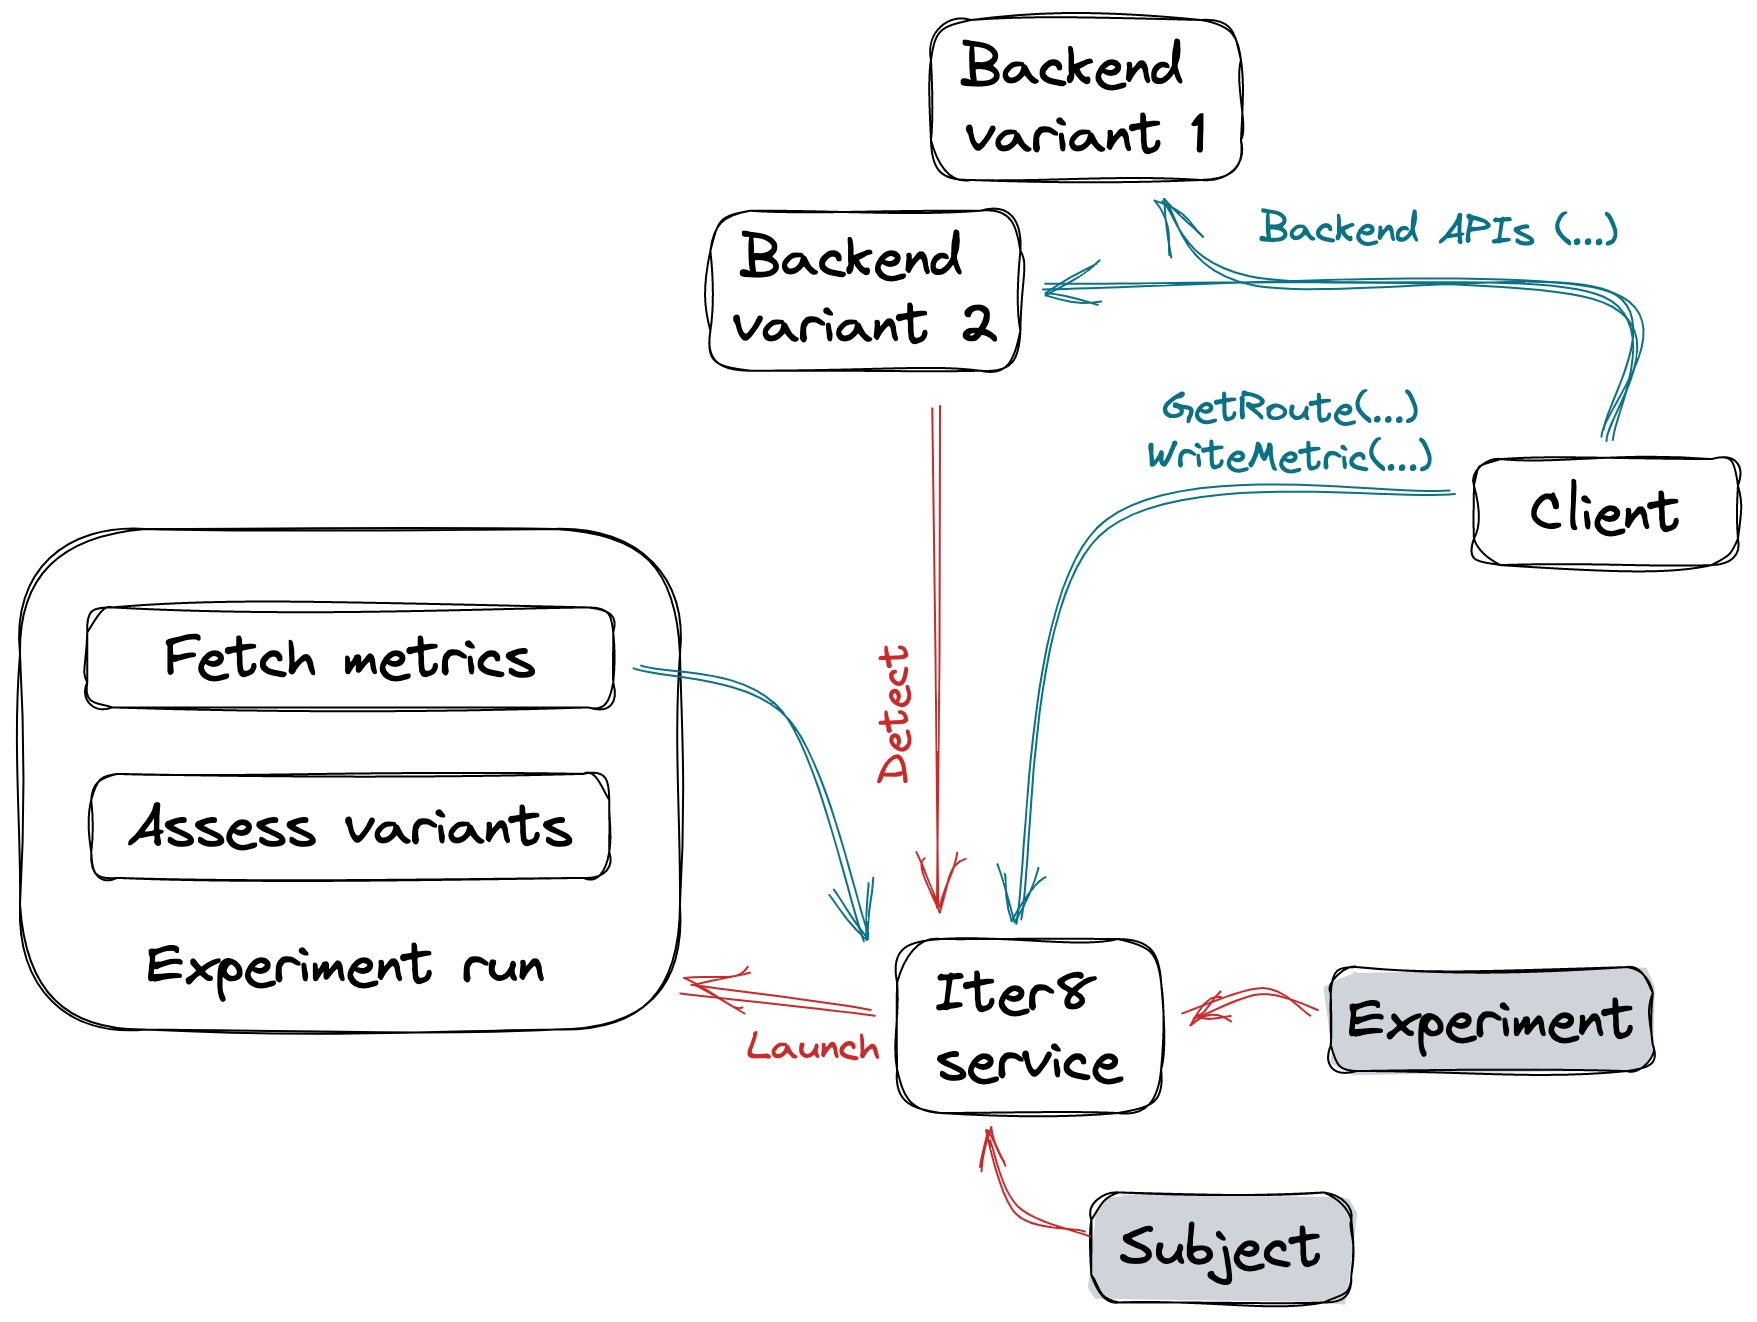 Backend
variant 1
Backend
variant 2
Backend APIs (...)
GetRoute(...)
WriteMetric(...)
Client
Detect
Fetch metrics
Assess variants
Experiment run
Launch
Iter8
service
Experiment
Subject